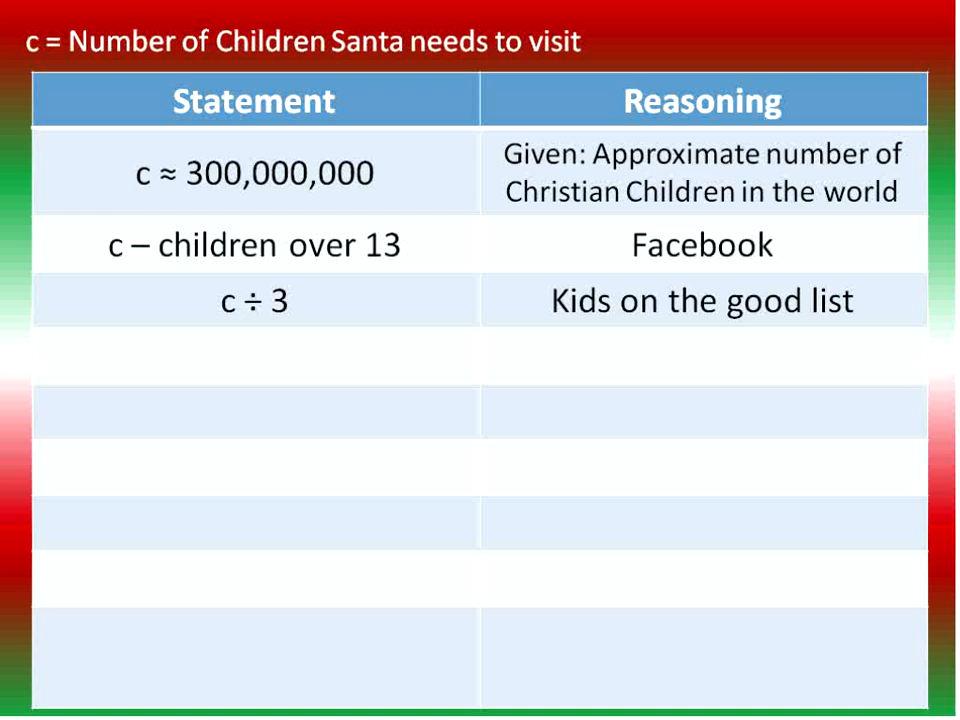 c = Number of Children Santa needs to visit
Statement Reasoning
c ≈ 300,000,000
Given: Approximate number of
Christian Children in the world
c – children over 13 Facebook
c ÷ 3 Kids on the good list